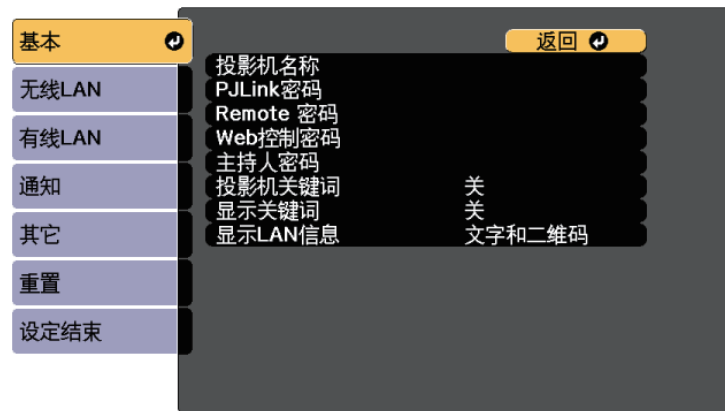 基本
无线LAN
有线LAN
通知
其它
重置
设定结束
返回
投影机名称
PJLink密码
Remote 密码
Web控制密码
主持人密码
投影机关键词 关
显示关键词 关
显示LAN信息 文字和二维码